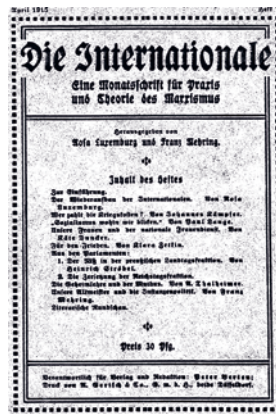 April 1915
Heft
Die Internationale
Eine Monatsschrift für Praxis
und Theorie des Marxismus
Herausgegeben von
Rosa Luxemburg und Franz Mehring.
Inhalt des Heftes
Zur Einführung.
Der Wiederaufbau der Internationalen. Von Rosa
Luxemburg.
Wer zahlt die Kriegskosten? Von Johannes Kämpfer.
Sozialismus wohin wir blicken." Von Paul Lange.
Unsere Frauen und der nationale Frauendienst. Von
Käte Duncker.
Für den Frieden. Von Klara Zetkin.
Aus den Parlamenten:
1. Der Riß in der preußischen Landtagsfraktion. Von
Heinrich Ströbel.
2. Die Zersetzung der Reichstagsfraktion.
Die Geheimlehre und der Marxism. Von A. Thalheimer.
Unsere Altmeister und die Instanzenpolitik. Von Franz
Mehring.
Literarische Rundschau.
Preis 30 Pfg.
Verantwortlich für Verlag und Redaktion: Peter Berten;
Druck von R. Gerisch & Co., G. m. b. H., beide Düsseldorf.